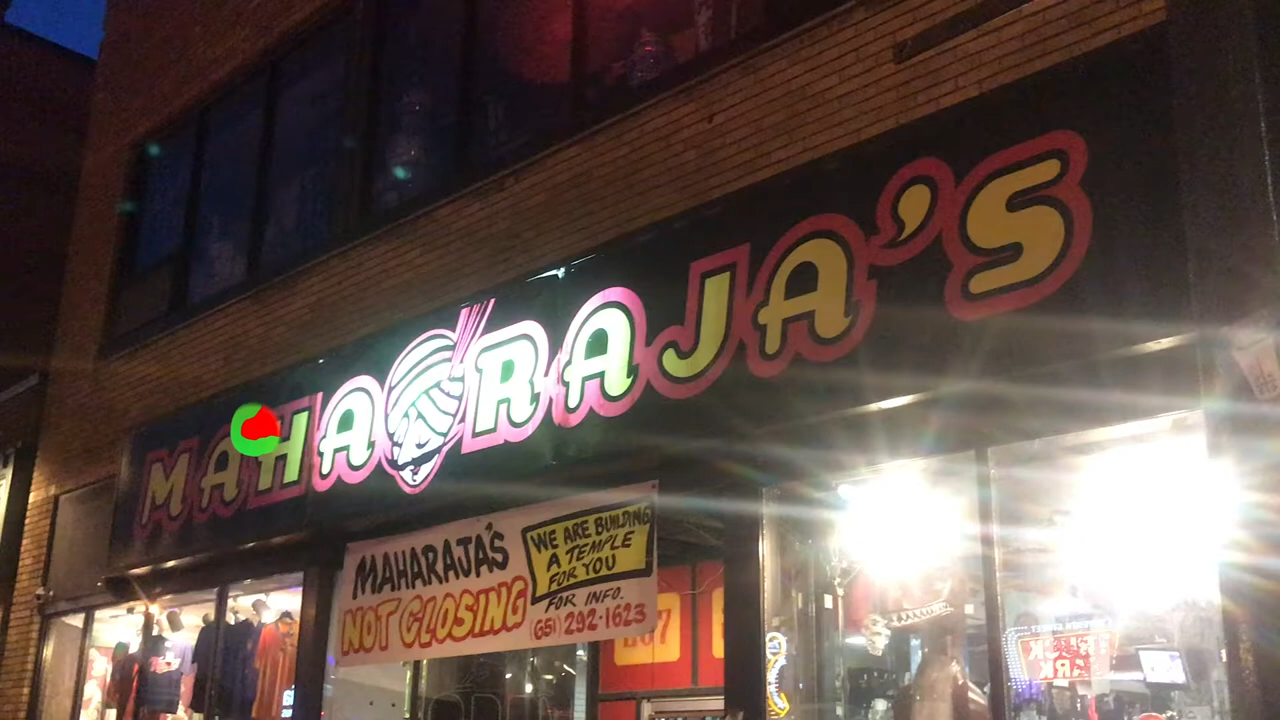 MAHARAJA'S
MAHARAJA'S
NOT CLOSING
WE ARE BUILDING
A TEMPLE
FOR YOU
FOR INFO.
(651) 292-1623